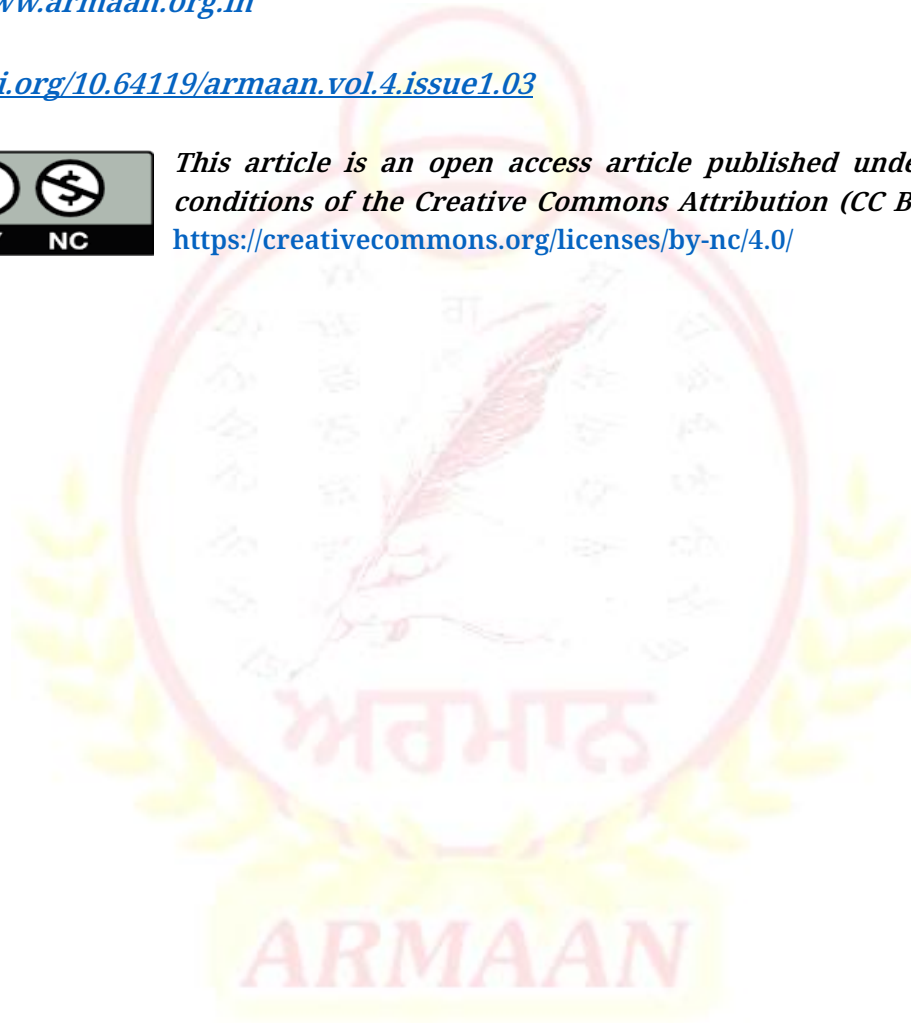 ww.armaan.org.in
i.org/10.64119/armaan.vol.4.issue1.03
This article is an open access article published unde
conditions of the Creative Commons Attribution (CC B
NC
https://creativecommons.org/licenses/by-nc/4.0/
ਅਰਮਾਨ
ARMAAN